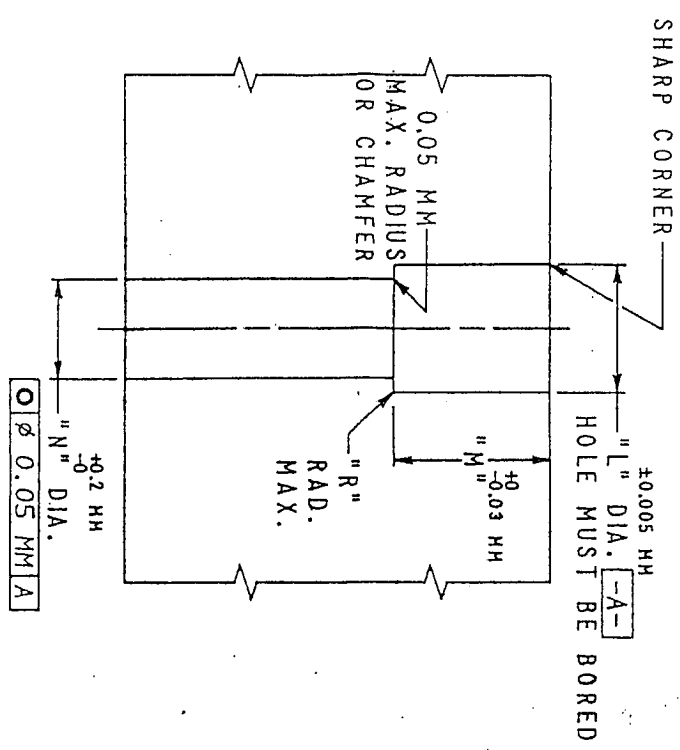 SHARP CORNER
±0.005 MM
"L" DIA. -A-
HOLE MUST BE BORED
0.05 MM
MAX. RADIUS
OR CHAMFER
+0
-0.03 MM
"M"
"R"
RAD.
MAX.
+0.2 MM
-0
"N" DIA.
O Ø 0.05 MM A